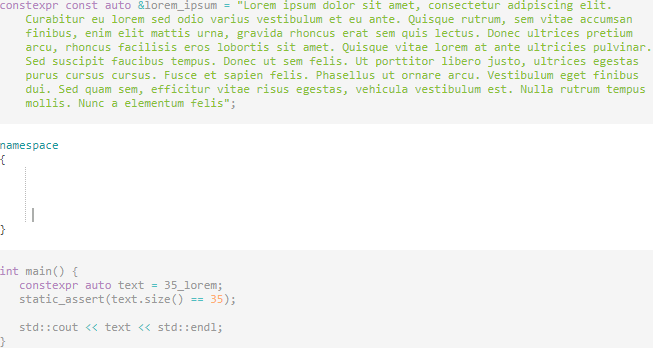 constexpr const auto &lorem_ipsum = "Lorem ipsum dolor sit amet, consectetur adipiscing elit.
Curabitur eu lorem sed odio varius vestibulum et eu ante. Quisque rutrum, sem vitae accumsan
finibus, enim elit mattis urna, gravida rhoncus erat sem quis lectus. Donec ultrices pretium
arcu, rhoncus facilisis eros lobortis sit amet. Quisque vitae lorem at ante ultricies pulvinar.
Sed suscipit faucibus tempus. Donec ut sem felis. Ut porttitor libero justo, ultrices egestas
purus cursus cursus. Fusce et sapien felis. Phasellus ut ornare arcu. Vestibulum eget finibus
dui. Sed quam sem, efficitur vitae risus egestas, vehicula vestibulum est. Nulla rutrum tempus
mollis. Nunc a elementum felis";
namespace
{
}
int main() {
constexpr auto text = 35_lorem;
static_assert(text.size() == 35);
std::cout << text << std::endl;
}